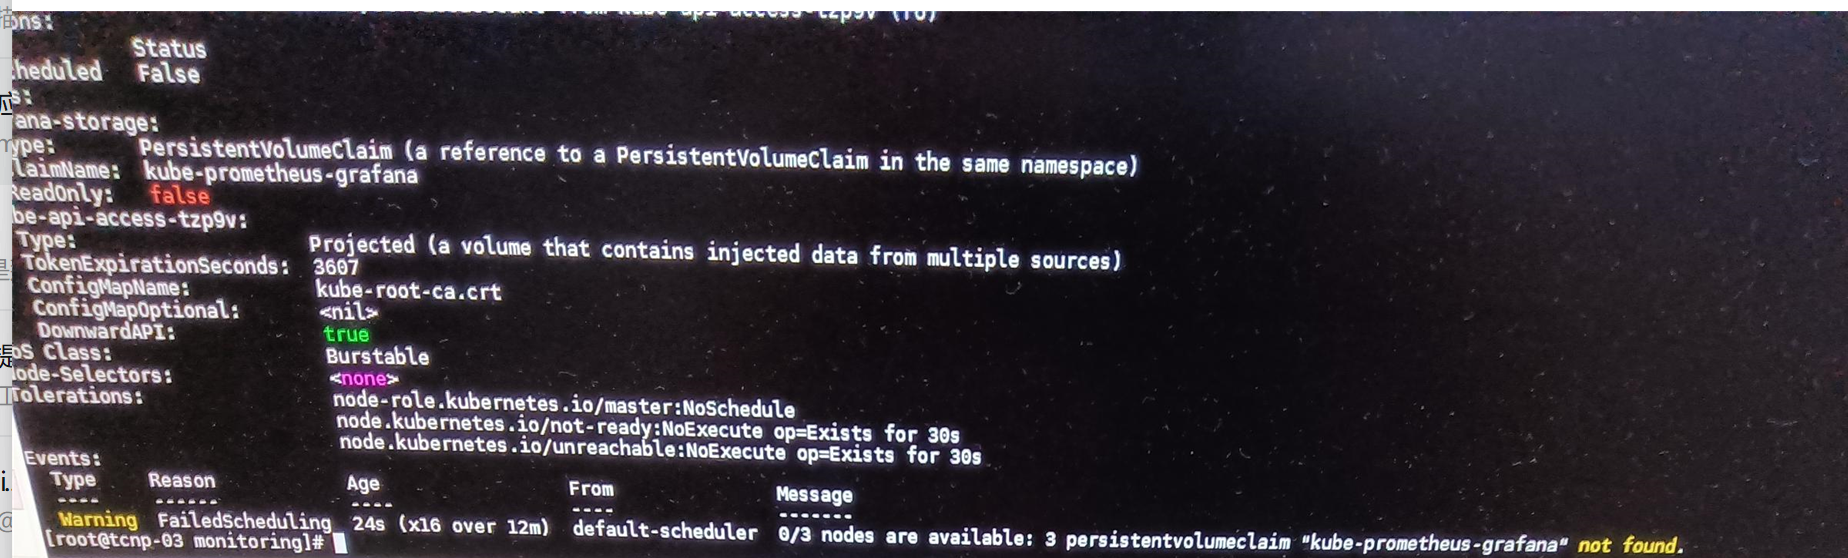 ons:
Status
heduled False
s:
ana-storage:
ype: PersistentVolumeClaim (a reference to a PersistentVolumeClaim in the same namespace)
laimName: kube-prometheus-grafana
ReadOnly: false
be-api-access-tzp9v:
Type: Projected (a volume that contains injected data from multiple sources)
TokenExpirationSeconds: 3607
ConfigMapName: kube-root-ca.crt
ConfigMapOptional: <nil>
DownwardAPI: true
oS Class: Burstable
ode-Selectors: <none>
Tolerations: node-role.kubernetes.io/master:NoSchedule
node.kubernetes.io/not-ready:NoExecute op=Exists for 30s
node.kubernetes.io/unreachable:NoExecute op=Exists for 30s
Events:
Type Reason Age From Message
---- ------ ---- ---- -------
Warning FailedScheduling 24s (x16 over 12m) default-scheduler 0/3 nodes are available: 3 persistentvolumeclaim "kube-prometheus-grafana" not found.
[root@tcnp-03 monitoring]#